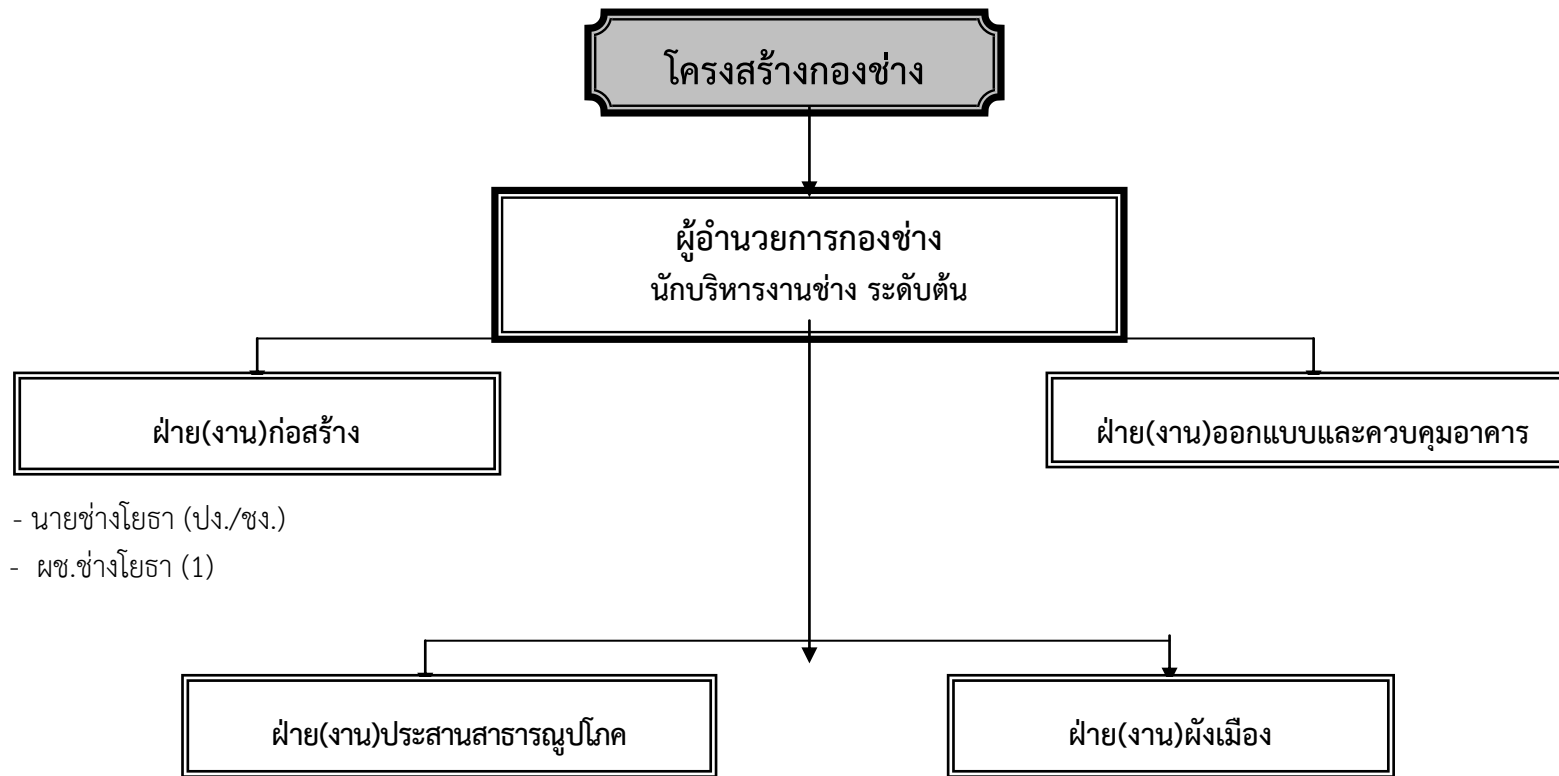 โครงสร้างกองช่าง
ผู้อำนวยการกองช่าง
นักบริหารงานช่าง ระดับต้น
ฝ่าย(งาน)ก่อสร้าง
ฝ่าย(งาน)ออกแบบและควบคุมอาคาร
- นายช่างโยธา (ปง./ชง.)
- ผช.ช่างโยธา (1)
ฝ่าย(งาน)ประสานสาธารณูปโภค
ฝ่าย(งาน)ผังเมือง